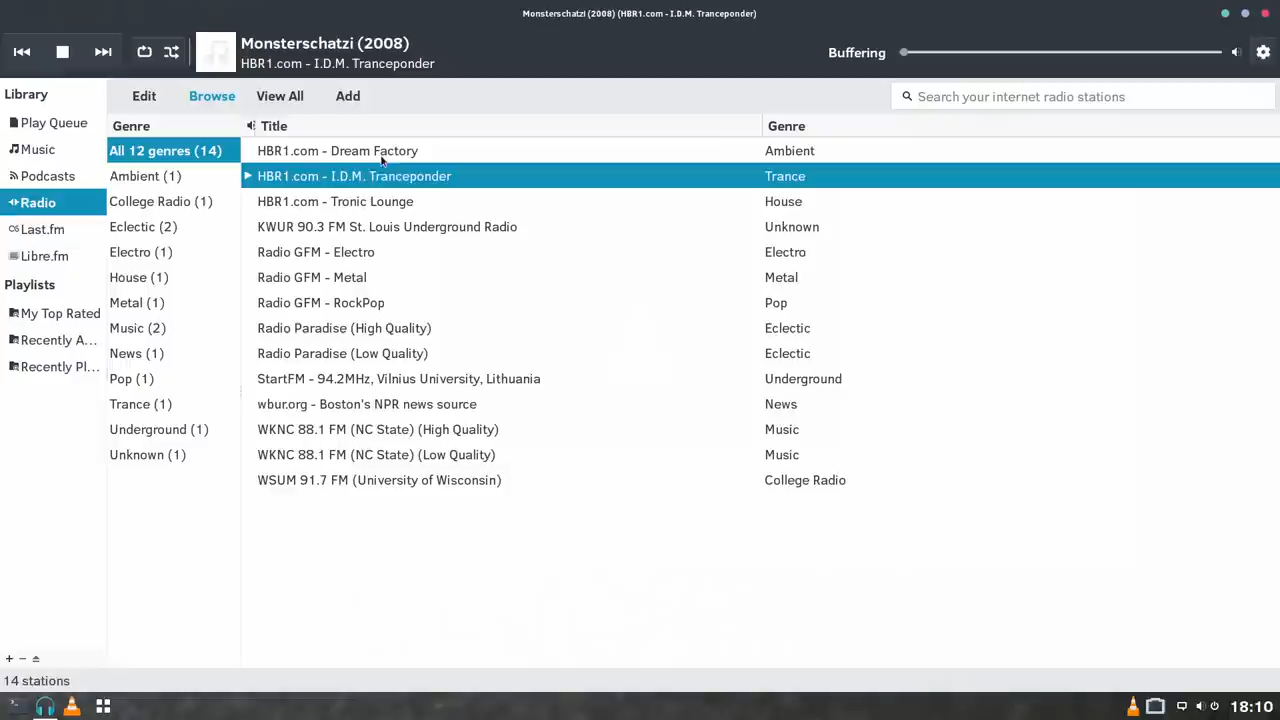 Monsterschatzi (2008) (HBR1.com - I.D.M. Tranceponder)
Monsterschatzi (2008)
HBR1.com - I.D.M. Tranceponder
Buffering
Library
Play Queue
Music
Podcasts
Radio
Last.fm
Libre.fm
Playlists
My Top Rated
Recently A...
Recently Pl...
Edit Browse View All Add
Search your internet radio stations
Genre
All 12 genres (14)
Ambient (1)
College Radio (1)
Eclectic (2)
Electro (1)
House (1)
Metal (1)
Music (2)
News (1)
Pop (1)
Trance (1)
Underground (1)
Unknown (1)
Title Genre
HBR1.com - Dream Factory Ambient
HBR1.com - I.D.M. Tranceponder Trance
HBR1.com - Tronic Lounge House
KWUR 90.3 FM St. Louis Underground Radio Unknown
Radio GFM - Electro Electro
Radio GFM - Metal Metal
Radio GFM - RockPop Pop
Radio Paradise (High Quality) Eclectic
Radio Paradise (Low Quality) Eclectic
StartFM - 94.2MHz, Vilnius University, Lithuania Underground
wbur.org - Boston's NPR news source News
WKNC 88.1 FM (NC State) (High Quality) Music
WKNC 88.1 FM (NC State) (Low Quality) Music
WSUM 91.7 FM (University of Wisconsin) College Radio
14 stations
18:10